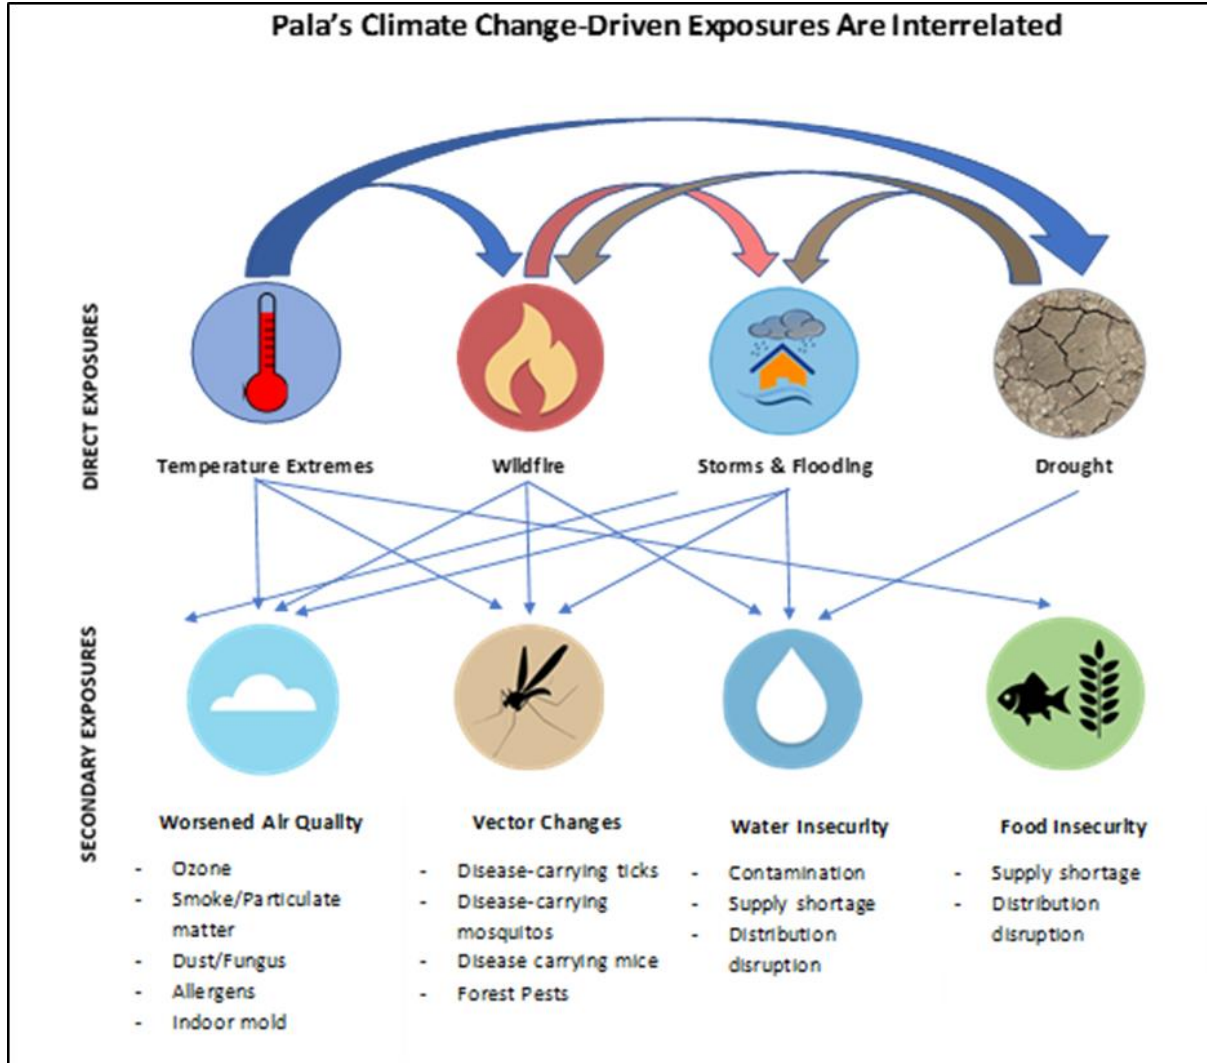 Pala's Climate Change-Driven Exposures Are Interrelated
DIRECT EXPOSURES
Temperature Extremes
Wildfire
Storms & Flooding
Drought
SECONDARY EXPOSURES
Worsened Air Quality
- Ozone
- Smoke/Particulate
matter
- Dust/Fungus
- Allergens
- Indoor mold
Vector Changes
- Disease-carrying ticks
- Disease-carrying
mosquitos
- Disease carrying mice
- Forest Pests
Water Insecurity
- Contamination
- Supply shortage
- Distribution
disruption
Food Insecurity
- Supply shortage
- Distribution
disruption